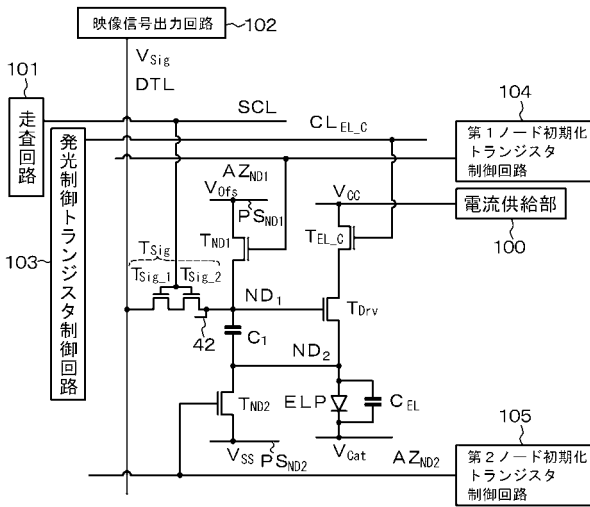 映像信号出力回路
102
V_Sig
DTL
101
走査回路
SCL
CL_EL_C
104
第1ノード初期化
トランジスタ
制御回路
発光制御トランジスタ制御回路
103
AZ_ND1
V_Ofs
PS_ND1
V_CC
電流供給部
100
T_ND1
T_EL_C
T_Sig
T_Sig_1
T_Sig_2
ND_1
T_Drv
42
C_1
ND_2
T_ND2
ELP
C_EL
V_SS
PS_ND2
V_Cat
AZ_ND2
105
第2ノード初期化
トランジスタ
制御回路